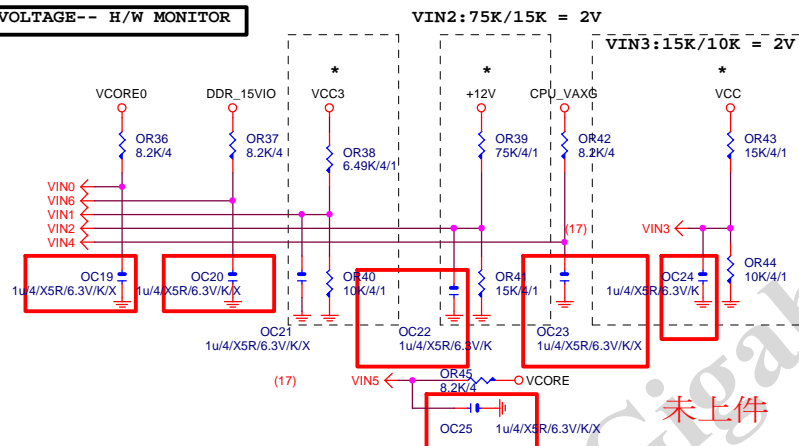 VOLTAGE-- H/W MONITOR
VIN2:75K/15K = 2V
VIN3:15K/10K = 2V
*
*
*
VCORE0
DDR_15VIO
VCC3
+12V
CPU_VAXG
VCC
OR36
8.2K/4
OR37
8.2K/4
OR38
6.49K/4/1
OR39
75K/4/1
OR42
8.2K/4
OR43
15K/4/1
VIN0
VIN6
VIN1
VIN2
VIN4
(17)
VIN3
OC19
1u/4/X5R/6.3V/K/X
OC20
1u/4/X5R/6.3V/K/X
OR40
10K/4/1
OR41
15K/4/1
OC24
1u/4/X5R/6.3V/K
OR44
10K/4/1
OC21
1u/4/X5R/6.3V/K/X
OC22
1u/4/X5R/6.3V/K
OC23
1u/4/X5R/6.3V/K/X
(17)
VIN5
OR45
8.2K/4
VCORE
OC25
1u/4/X5R/6.3V/K/X
未上件
Gigab